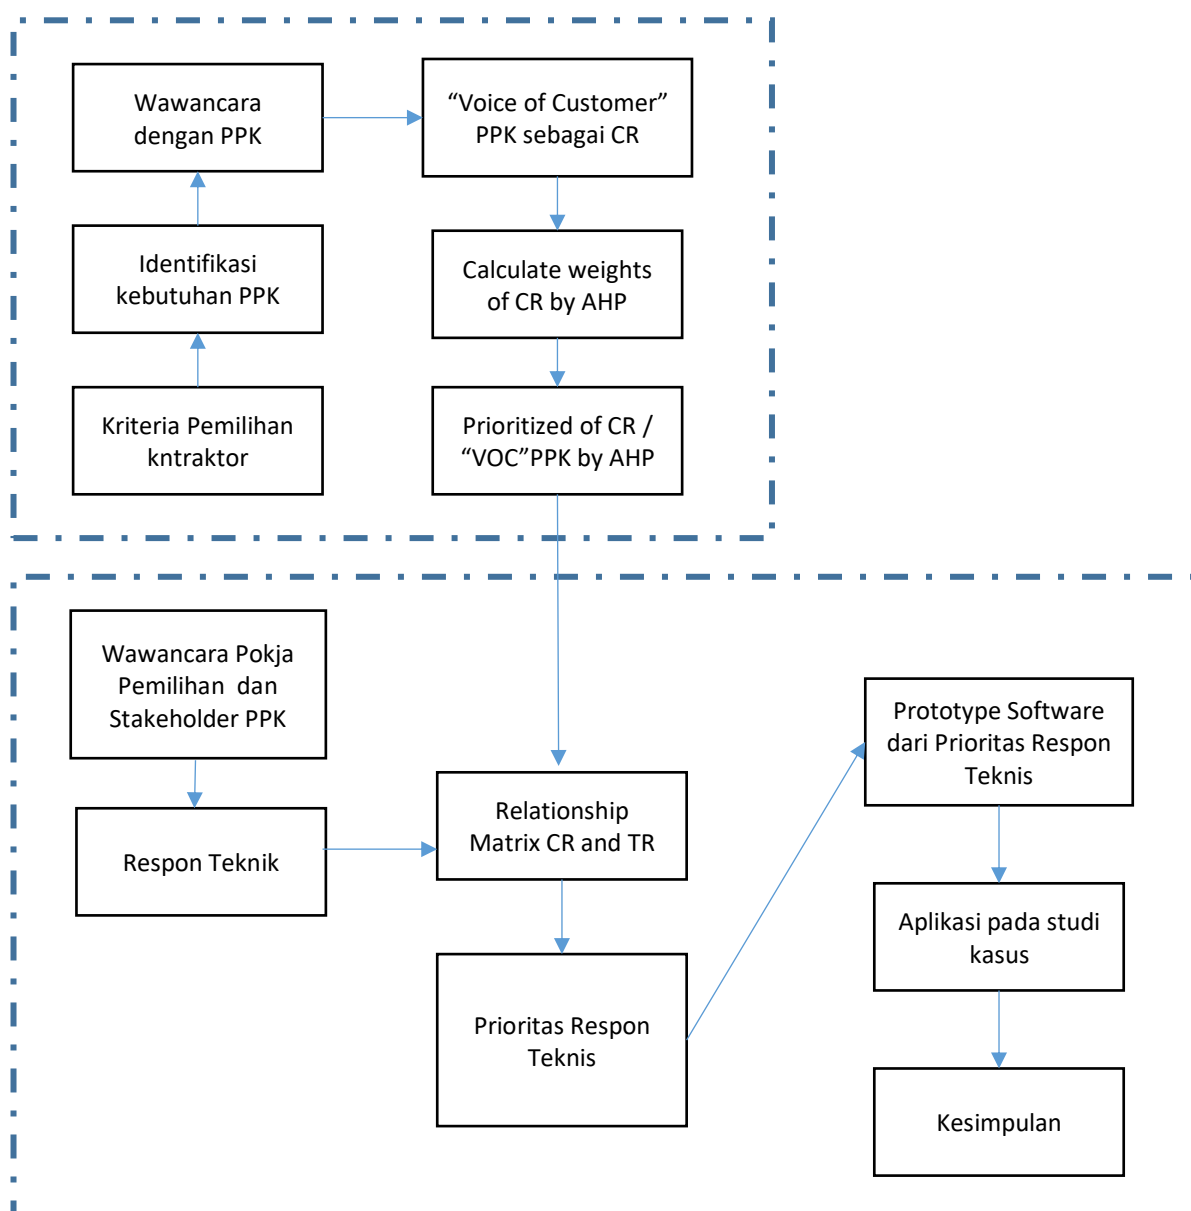 Wawancara
dengan PPK
“Voice of Customer”
PPK sebagai CR
Identifikasi
kebutuhan PPK
Calculate weights
of CR by AHP
Kriteria Pemilihan
kntraktor
Prioritized of CR /
“VOC”PPK by AHP
Wawancara Pokja
Pemilihan dan
Stakeholder PPK
Prototype Software
dari Prioritas Respon
Teknis
Respon Teknik
Relationship
Matrix CR and TR
Aplikasi pada studi
kasus
Prioritas Respon
Teknis
Kesimpulan